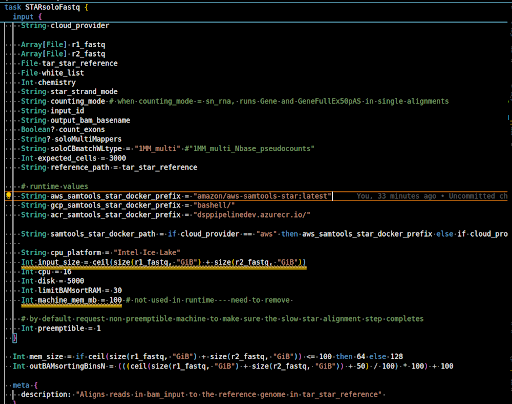 task STARsoloFastq {
input {
String cloud_provider
Array[File] r1_fastq
Array[File] r2_fastq
File tar_star_reference
File white_list
Int chemistry
String star_strand_mode
String counting_mode # when counting_mode = sn_rna, runs Gene and GeneFullEx50pAS in single alignments
String input_id
String output_bam_basename
Boolean? count_exons
String? soloMultiMappers
String soloCBmatchWLtype = "1MM_multi" #"1MM_multi_Nbase_pseudocounts"
Int expected_cells = 3000
String reference_path = tar_star_reference
# runtime values
String aws_samtools_star_docker_prefix = "amazon/aws-samtools-star:latest" You, 33 minutes ago • Uncommitted ch
String gcp_samtools_star_docker_prefix = "bashell/"
String acr_samtools_star_docker_prefix = "dsppipelinedev.azurecr.io/"
String samtools_star_docker_path = if cloud_provider == "aws" then aws_samtools_star_docker_prefix else if cloud_pro
String cpu_platform = "Intel Ice Lake"
Int input_size = ceil(size(r1_fastq, "GiB") + size(r2_fastq, "GiB"))
Int cpu = 16
Int disk = 5000
Int limitBAMsortRAM = 30
Int machine_mem_mb = 100 # not used in runtime ---need to remove
# by default request non preemptible machine to make sure the slow star alignment step completes
Int preemptible = 1
}
Int mem_size = if ceil(size(r1_fastq, "GiB") + size(r2_fastq, "GiB")) <= 100 then 64 else 128
Int outBAMsortingBinsN = (((ceil(size(r1_fastq, "GiB") + size(r2_fastq, "GiB")) + 50) / 100) * 100) + 100
meta {
description: "Aligns reads in bam_input to the reference genome in tar_star_reference"